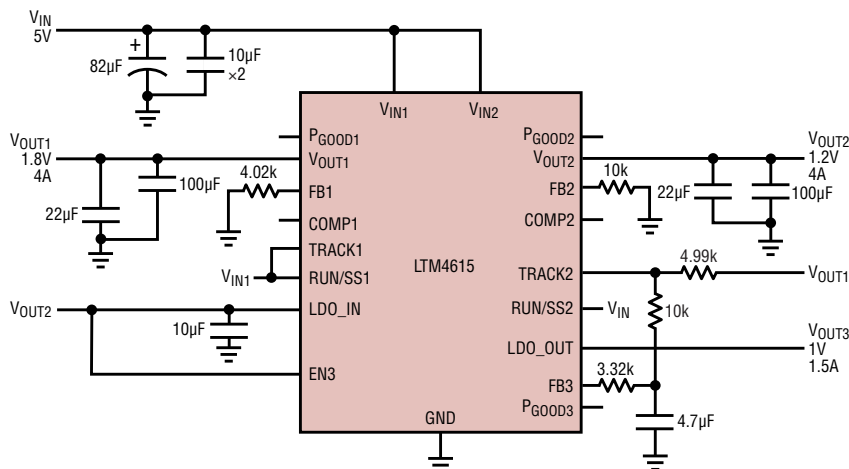 VIN
5V
82µF
+
10µF
×2
VIN1
VIN2
PGOOD1
PGOOD2
VOUT1
1.8V
4A
VOUT1
VOUT2
VOUT2
1.2V
4A
4.02k
10k
100µF
FB1
FB2
22µF
100µF
22µF
COMP1
COMP2
TRACK1
LTM4615
TRACK2
4.99k
VOUT1
VIN1
RUN/SS1
RUN/SS2
VIN
10k
VOUT2
LDO_IN
10µF
LDO_OUT
VOUT3
1V
1.5A
EN3
FB3
3.32k
PGOOD3
GND
4.7µF